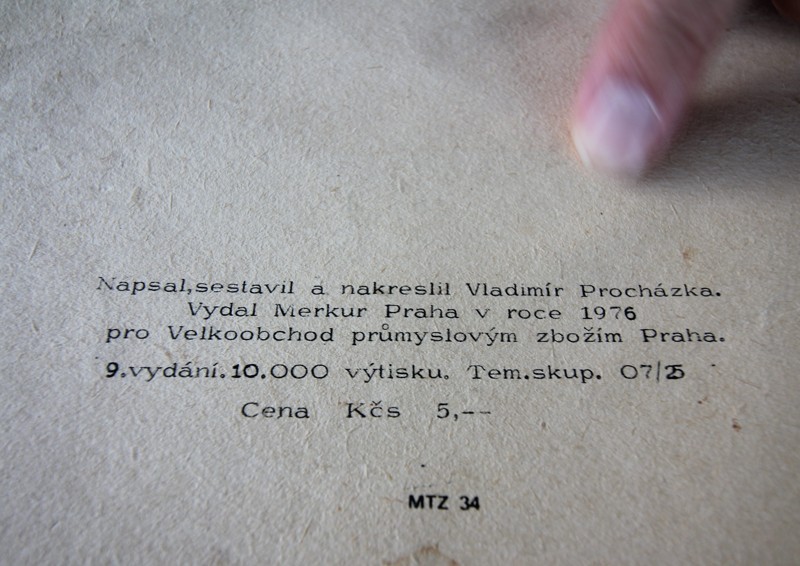 Napsal,sestavil a nakreslil Vladimír Procházka.
Vydal Merkur Praha v roce 1976
pro Velkoobchod průmyslovým zbožím Praha.
9.vydání.10.000 výtisku. Tem.skup. 07/25
Cena Kčs 5,--
MTZ 34